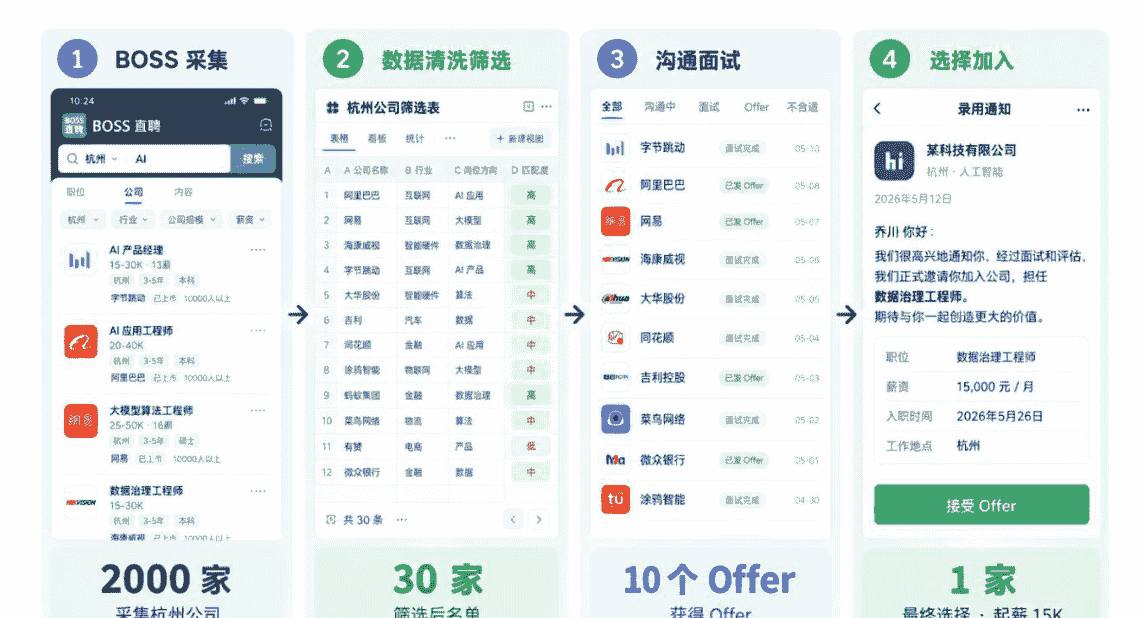 1 BOSS 采集
10:24
BOSS 直聘
BOSS 直聘
杭州 AI 搜索
职位 公司 内容
杭州 行业 公司规模 薪资
AI 产品经理
15-30K · 13薪
杭州 3-5年 本科
字节跳动 已上市 10000人以上
AI 应用工程师
20-40K
杭州 3-5年 本科
阿里巴巴 已上市 10000人以上
大模型算法工程师
25-50K · 16薪
杭州 3-5年 硕士
网易 已上市 10000人以上
数据治理工程师
HIKVISION
15-30K
杭州 3-5年 本科
海康威视 已上市 10000人以上
2000 家
采集杭州公司
2 数据清洗筛选
杭州公司筛选表
表格 看板 统计 + 新建视图
A A 公司名称 B 行业 C 岗位方向 D 匹配度
1 阿里巴巴 互联网 AI 应用 高
2 网易 互联网 大模型 高
3 海康威视 智能硬件 数据治理 高
4 字节跳动 互联网 AI 产品 高
5 大华股份 智能硬件 算法 中
6 吉利 汽车 数据 中
7 同花顺 金融 AI 应用 中
8 涂鸦智能 物联网 大模型 中
9 蚂蚁集团 金融 数据治理 高
10 菜鸟网络 物流 算法 中
11 有赞 电商 产品 低
12 微众银行 金融 数据 中
共 30 条
30 家
筛选后名单
3 沟通面试
全部 沟通中 面试 Offer 不合适
字节跳动 面试完成 05-10
阿里巴巴 已发 Offer 05-08
网易 已发 Offer 05-07
HIKVISION 海康威视 面试完成 05-06
alhua 大华股份 面试完成 05-05
同花顺 面试完成 05-04
吉利控股 已发 Offer 05-03
菜鸟网络 面试完成 05-02
微众银行 已发 Offer 05-01
tü 涂鸦智能 面试完成 04-30
10 个 Offer
获得 Offer
4 选择加入
录用通知
hi 某科技有限公司
杭州 · 人工智能
2026年5月12日
乔川 你好：
我们很高兴地通知你，经过面试和评估，
我们正式邀请你加入公司，担任
数据治理工程师。
期待与你一起创造更大的价值。
职位 数据治理工程师
薪资 15,000 元 / 月
入职时间 2026年5月26日
工作地点 杭州
接受 Offer
1 家
最终选择 · 起薪 15K